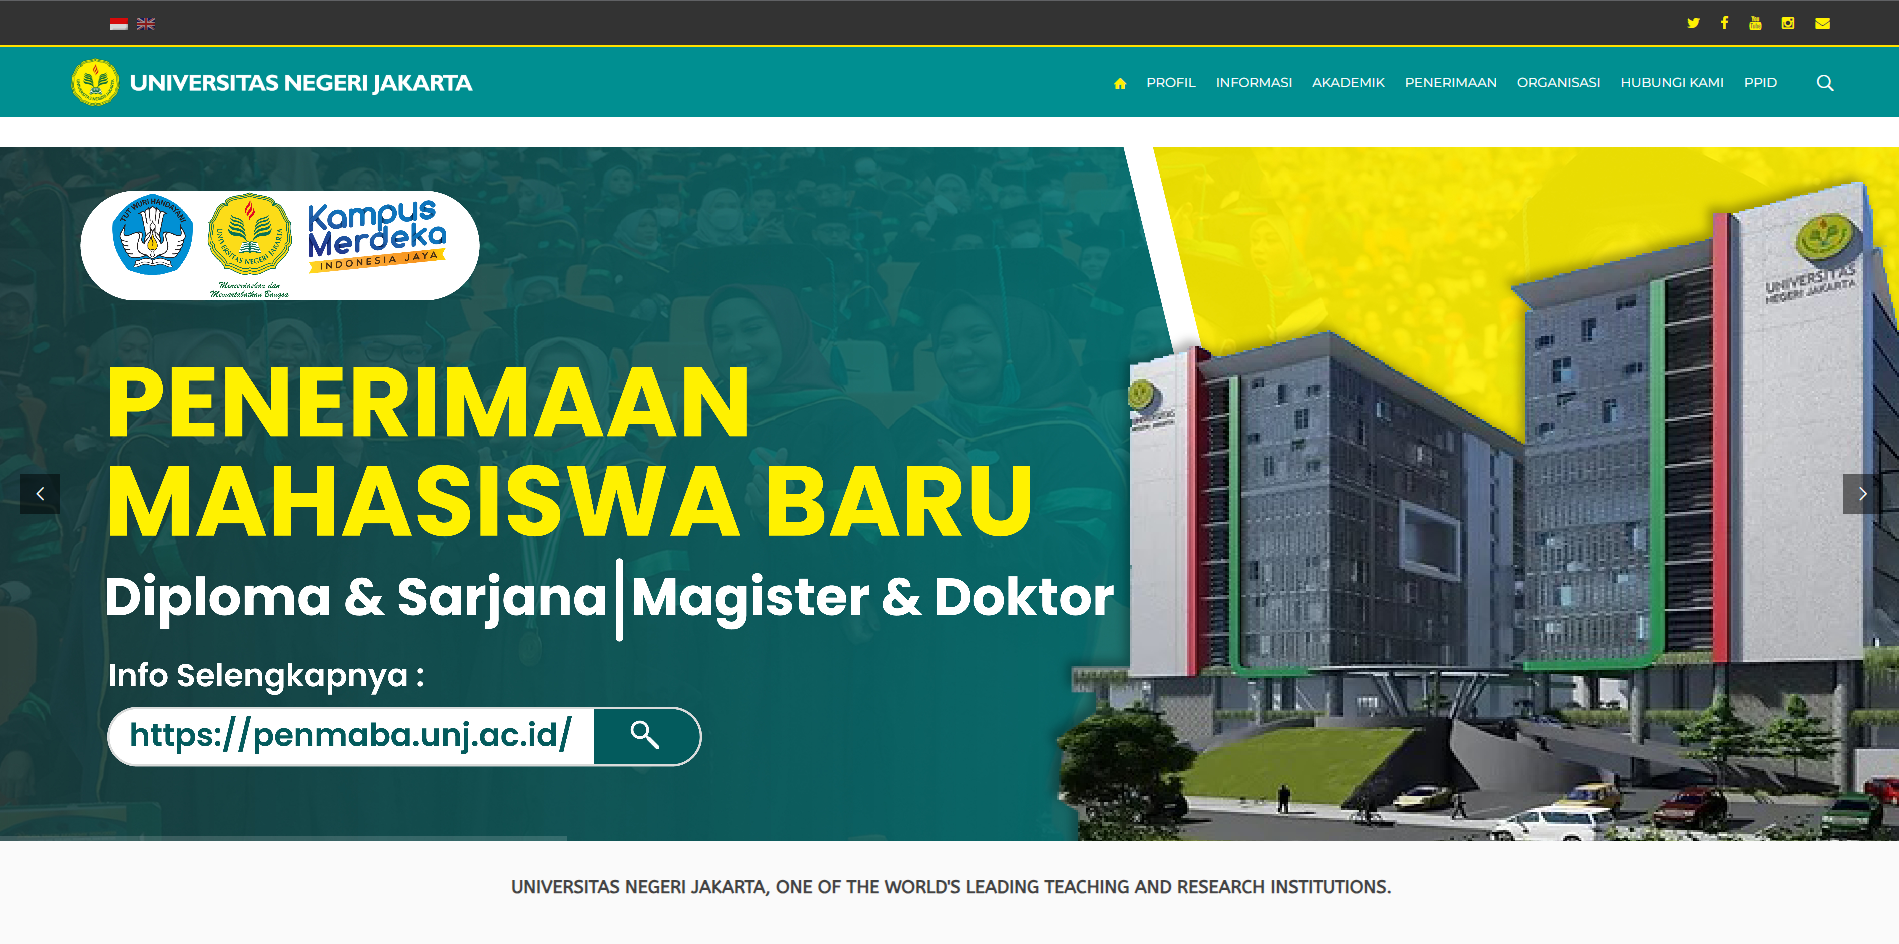 UNIVERSITAS NEGERI JAKARTA
PROFIL INFORMASI AKADEMIK PENERIMAAN ORGANISASI HUBUNGI KAMI PPID
TUT WURI HANDAYANI
UNIVERSITAS NEGERI JAKARTA
Mencerdaskan dan
Memartabatkan Bangsa
Kampus
Merdeka
INDONESIA JAYA
UNIVERSITAS
NEGERI JAKARTA
PENERIMAAN
MAHASISWA BARU
Diploma & Sarjana|Magister & Doktor
Info Selengkapnya :
https://penmaba.unj.ac.id/
UNIVERSITAS NEGERI JAKARTA, ONE OF THE WORLD'S LEADING TEACHING AND RESEARCH INSTITUTIONS.